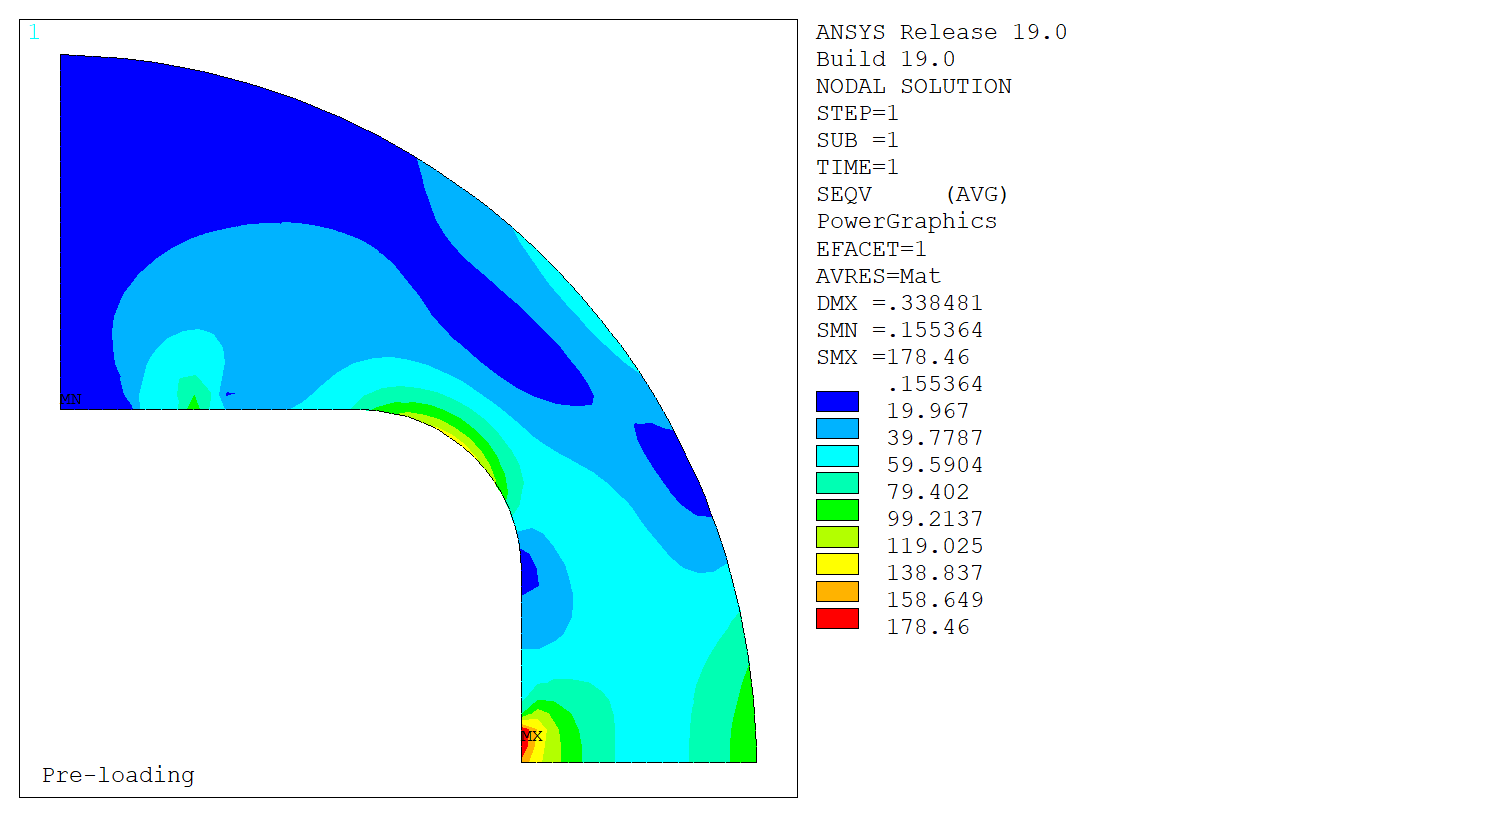 1
ANSYS Release 19.0
Build 19.0
NODAL SOLUTION
STEP=1
SUB =1
TIME=1
SEQV (AVG)
PowerGraphics
EFACET=1
AVRES=Mat
DMX =.338481
SMN =.155364
SMX =178.46
.155364
19.967
39.7787
59.5904
79.402
99.2137
119.025
138.837
158.649
178.46
MN
MX
Pre-loading